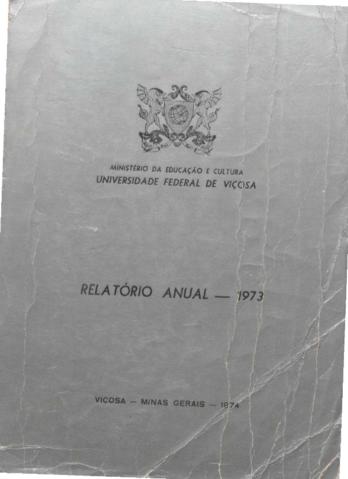 MINISTÉRIO DA EDUCAÇÃO E CULTURA
UNIVERSIDADE FEDERAL DE VIÇOSA
RELATÓRIO ANUAL — 1973
VIÇOSA — MINAS GERAIS — 1974